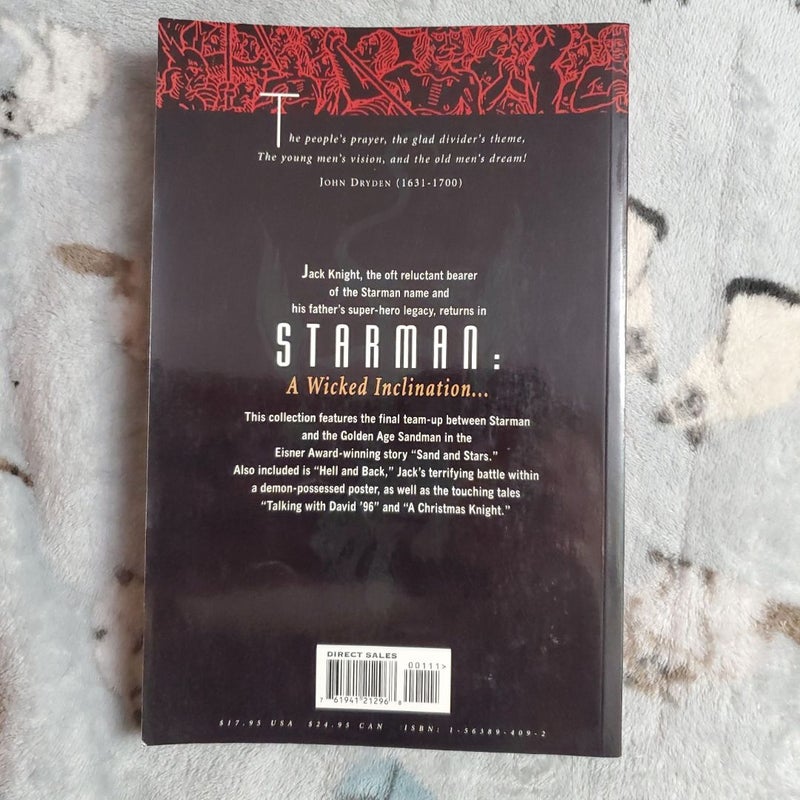 The people's prayer, the glad divider's theme,
The young men's vision, and the old men's dream!
JOHN DRYDEN (1631-1700)
Jack Knight, the oft reluctant bearer
of the Starman name and
his father's super-hero legacy, returns in
STARMAN:
A Wicked Inclination...
This collection features the final team-up between Starman
and the Golden Age Sandman in the
Eisner Award-winning story "Sand and Stars."
Also included is "Hell and Back," Jack's terrifying battle within
a demon-possessed poster, as well as the touching tales
"Talking with David '96" and "A Christmas Knight."
DIRECT SALES
00111>
7 61941 21296 8
$17.95 USA $24.95 CAN ISBN: 1-56389-409-2